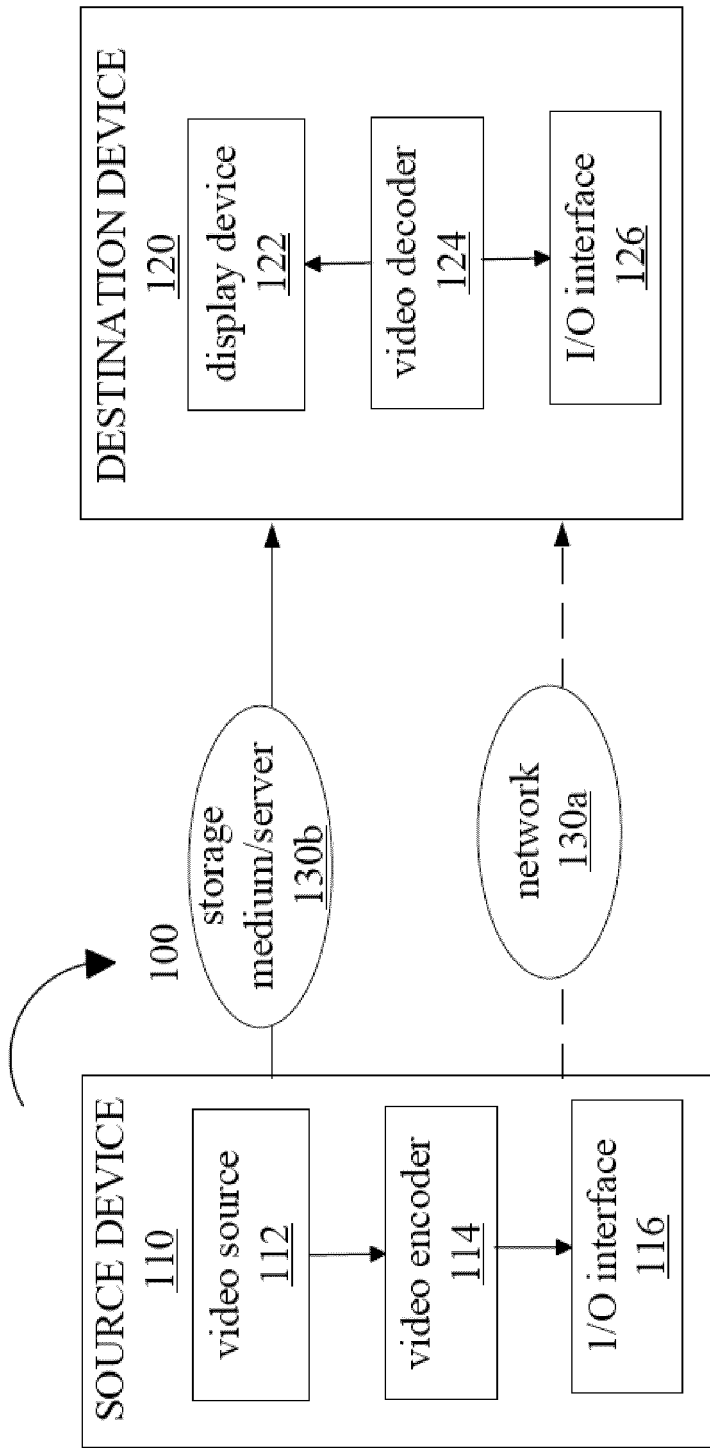 100
SOURCE DEVICE
110
video source
112
video encoder
114
I/O interface
116
storage
medium/server
130b
network
130a
DESTINATION DEVICE
120
display device
122
video decoder
124
I/O interface
126